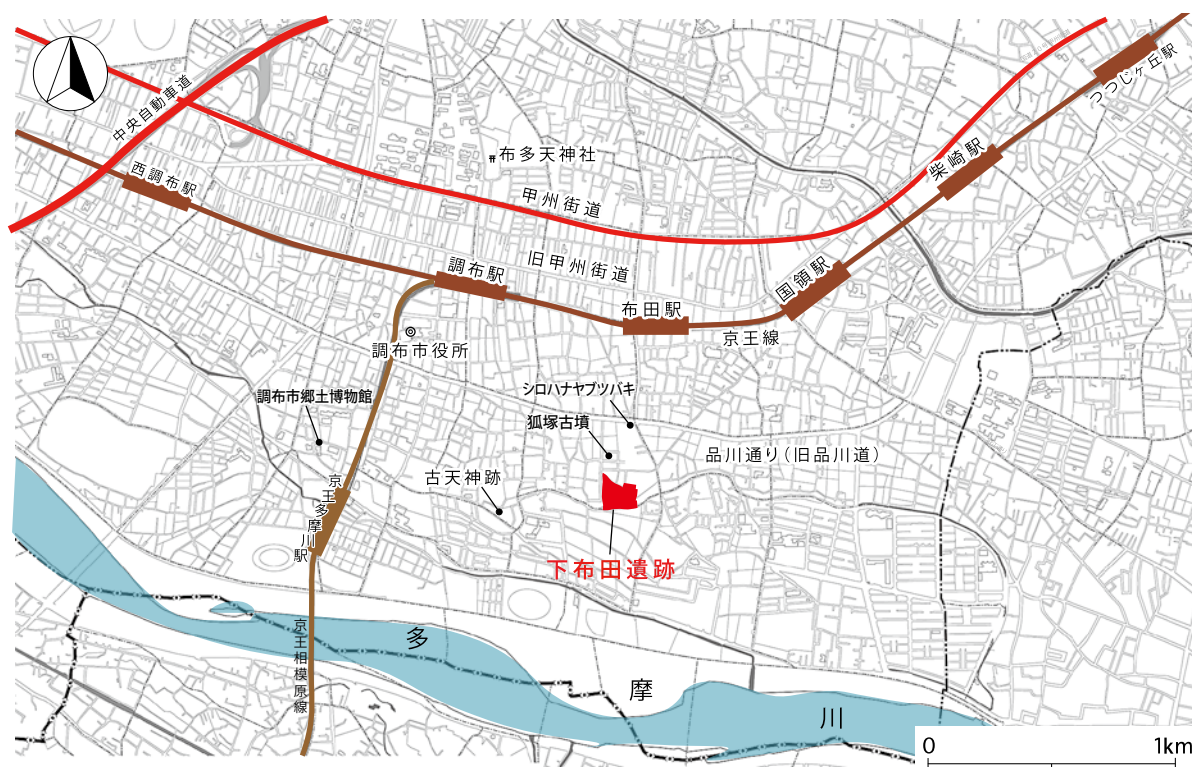 中央自動車道
つつじヶ丘駅
布多天神社
柴崎駅
西調布駅
甲州街道
調布駅
旧甲州街道
国領駅
布田駅
京王線
調布市役所
シロハナヤブツバキ
調布市郷土博物館
狐塚古墳
品川通り（旧品川道）
古天神跡
京王多摩川駅
下布田遺跡
京王相模原線
多摩川
0 1km